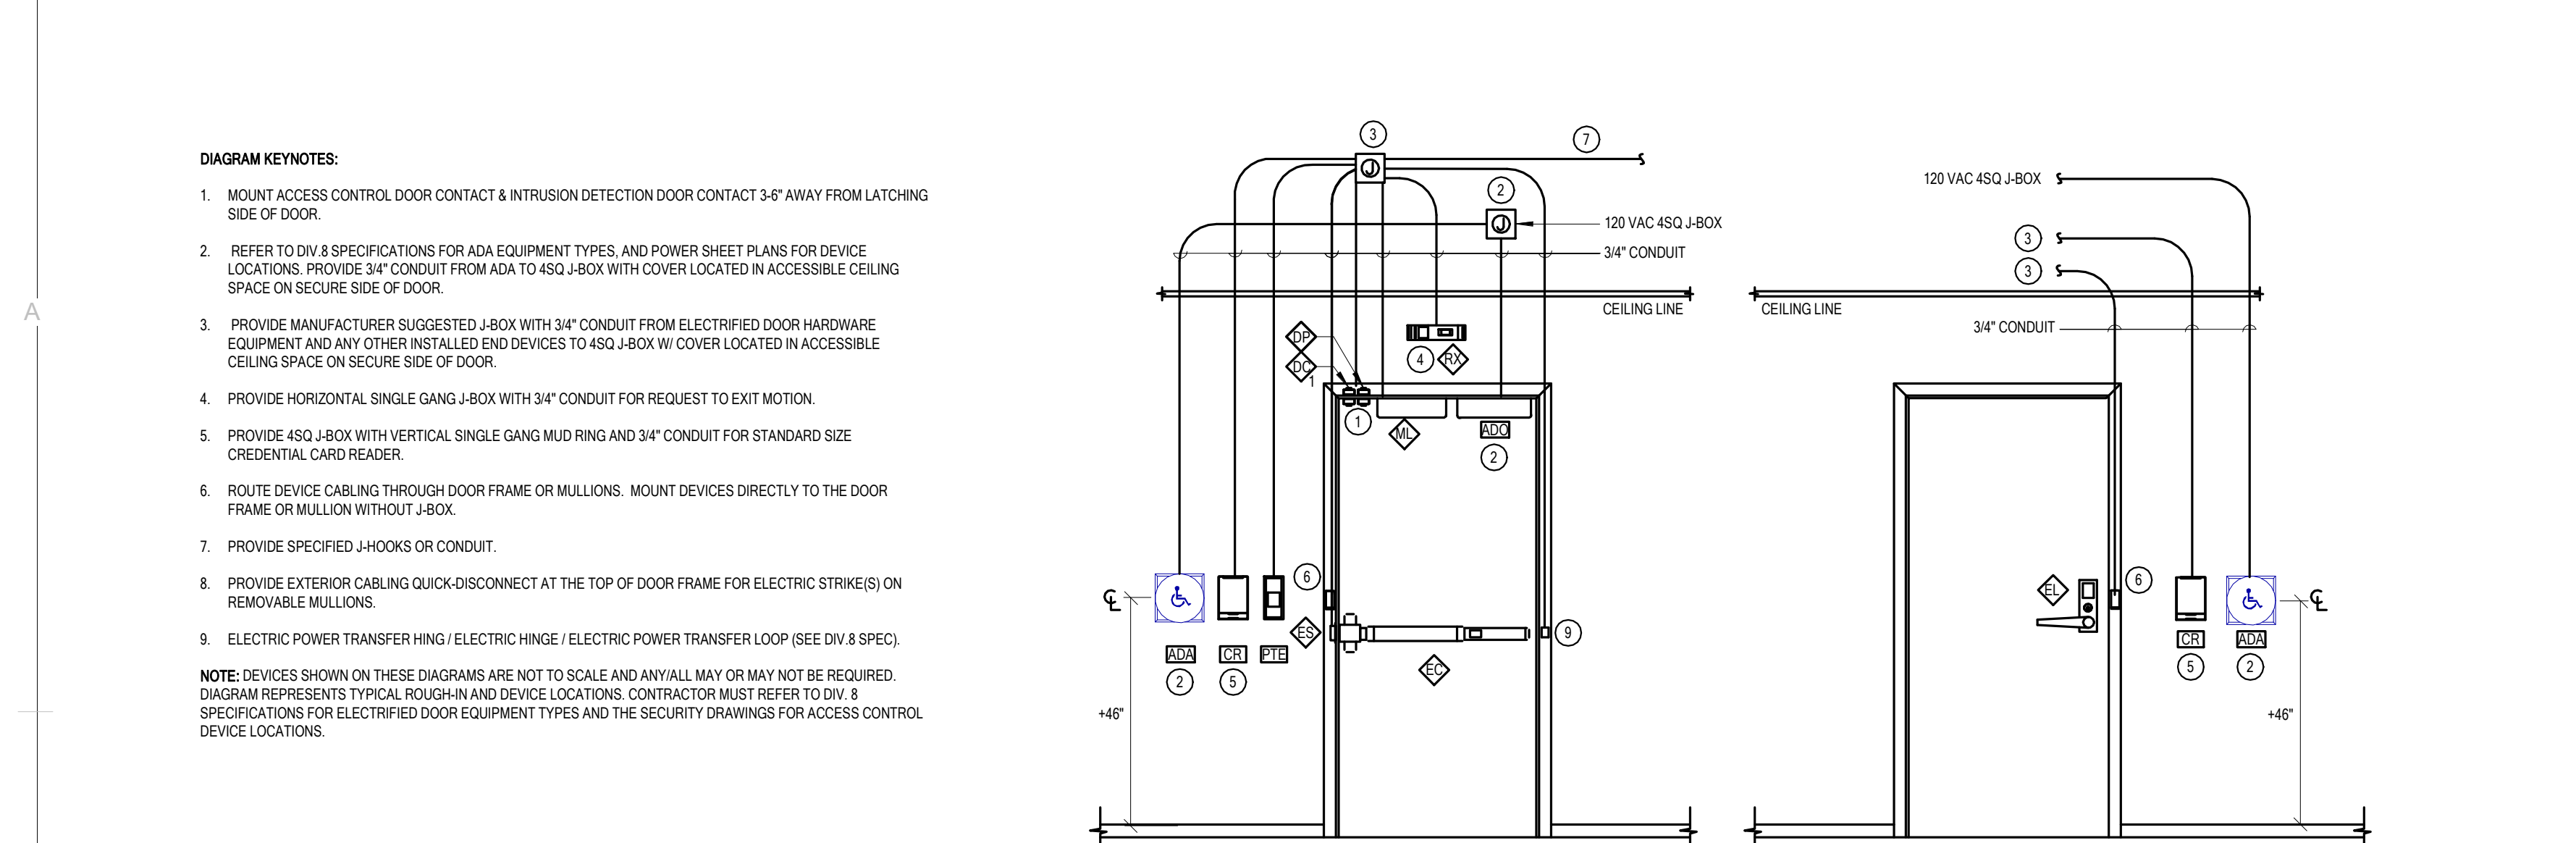 A
DIAGRAM KEYNOTES:
1. MOUNT ACCESS CONTROL DOOR CONTACT & INTRUSION DETECTION DOOR CONTACT 3-6" AWAY FROM LATCHING
SIDE OF DOOR.
2. REFER TO DIV.8 SPECIFICATIONS FOR ADA EQUIPMENT TYPES, AND POWER SHEET PLANS FOR DEVICE
LOCATIONS. PROVIDE 3/4" CONDUIT FROM ADA TO 4SQ J-BOX WITH COVER LOCATED IN ACCESSIBLE CEILING
SPACE ON SECURE SIDE OF DOOR.
3. PROVIDE MANUFACTURER SUGGESTED J-BOX WITH 3/4" CONDUIT FROM ELECTRIFIED DOOR HARDWARE
EQUIPMENT AND ANY OTHER INSTALLED END DEVICES TO 4SQ J-BOX W/ COVER LOCATED IN ACCESSIBLE
CEILING SPACE ON SECURE SIDE OF DOOR.
4. PROVIDE HORIZONTAL SINGLE GANG J-BOX WITH 3/4" CONDUIT FOR REQUEST TO EXIT MOTION.
5. PROVIDE 4SQ J-BOX WITH VERTICAL SINGLE GANG MUD RING AND 3/4" CONDUIT FOR STANDARD SIZE
CREDENTIAL CARD READER.
6. ROUTE DEVICE CABLING THROUGH DOOR FRAME OR MULLIONS. MOUNT DEVICES DIRECTLY TO THE DOOR
FRAME OR MULLION WITHOUT J-BOX.
7. PROVIDE SPECIFIED J-HOOKS OR CONDUIT.
8. PROVIDE EXTERIOR CABLING QUICK-DISCONNECT AT THE TOP OF DOOR FRAME FOR ELECTRIC STRIKE(S) ON
REMOVABLE MULLIONS.
9. ELECTRIC POWER TRANSFER HING / ELECTRIC HINGE / ELECTRIC POWER TRANSFER LOOP (SEE DIV.8 SPEC).
NOTE: DEVICES SHOWN ON THESE DIAGRAMS ARE NOT TO SCALE AND ANY/ALL MAY OR MAY NOT BE REQUIRED.
DIAGRAM REPRESENTS TYPICAL ROUGH-IN AND DEVICE LOCATIONS. CONTRACTOR MUST REFER TO DIV. 8
SPECIFICATIONS FOR ELECTRIFIED DOOR EQUIPMENT TYPES AND THE SECURITY DRAWINGS FOR ACCESS CONTROL
DEVICE LOCATIONS.
3
7
J
2
J
120 VAC 4SQ J-BOX
3/4" CONDUIT
CEILING LINE
DP
DC
1
4
RX
1
ML
ADO
2
6
ES
9
EC
ADA
CR
PTE
2
5
℄
+46"
120 VAC 4SQ J-BOX
3
3
CEILING LINE
3/4" CONDUIT
EL
6
CR
ADA
5
2
℄
+46"